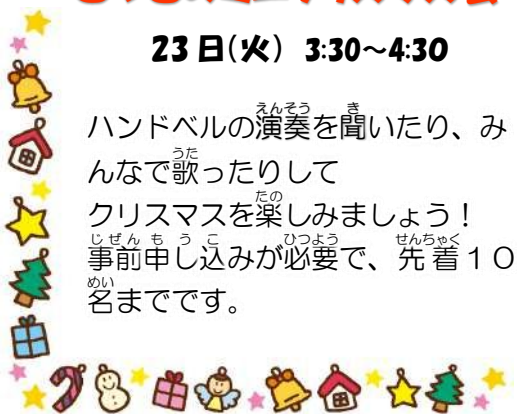 23日(火) 3:30~4:30
ハンドベルの演奏を聞いたり、み
んなで歌ったりして
クリスマスを楽しみましょう!
事前申し込みが必要で、先着10
名までです。